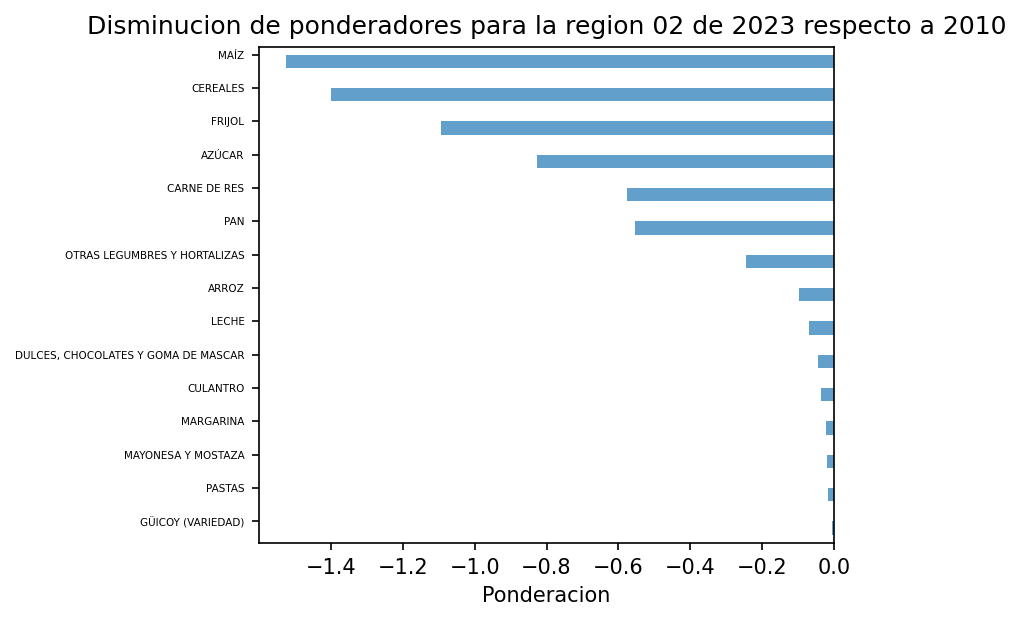 Disminucion de ponderadores para la region 02 de 2023 respecto a 2010
MAÍZ
CEREALES
FRIJOL
AZÚCAR
CARNE DE RES
PAN
OTRAS LEGUMBRES Y HORTALIZAS
ARROZ
LECHE
DULCES, CHOCOLATES Y GOMA DE MASCAR
CULANTRO
MARGARINA
MAYONESA Y MOSTAZA
PASTAS
GÜICOY (VARIEDAD)
−1.4 −1.2 −1.0 −0.8 −0.6 −0.4 −0.2 0.0
Ponderacion